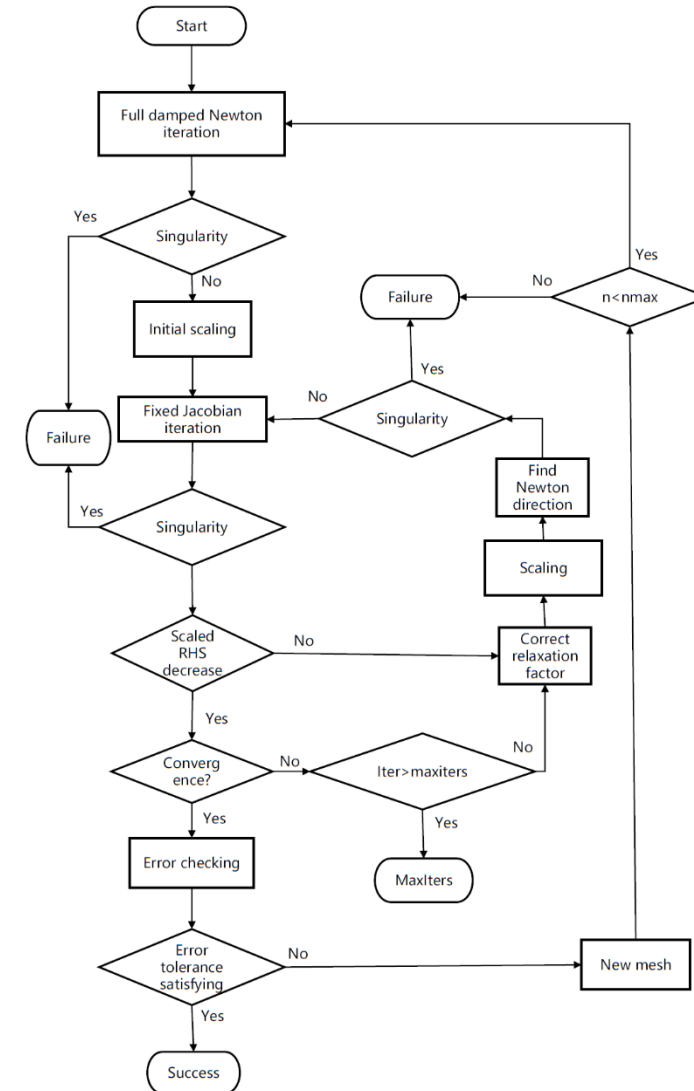 Start
Full damped Newton
iteration
Yes
Singularity
No
Yes
No
Failure
n<nmax
Initial scaling
Yes
No
Singularity
Fixed Jacobian
iteration
Failure
Find
Newton
direction
Yes
Singularity
Scaling
Scaled
RHS
decrease
No
Correct
relaxation
factor
Yes
Converg
ence?
No
Iter>maxiters
No
Yes
Yes
Error checking
MaxIters
Error
tolerance
satisfying
No
New mesh
Yes
Success